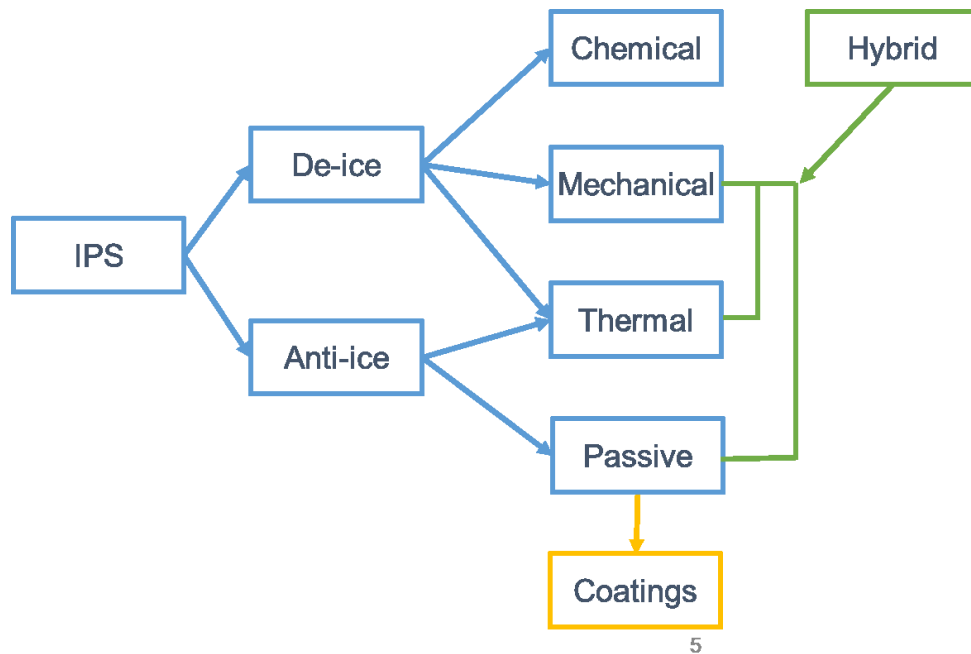 Chemical
Hybrid
De-ice
Mechanical
IPS
Thermal
Anti-ice
Passive
Coatings
5